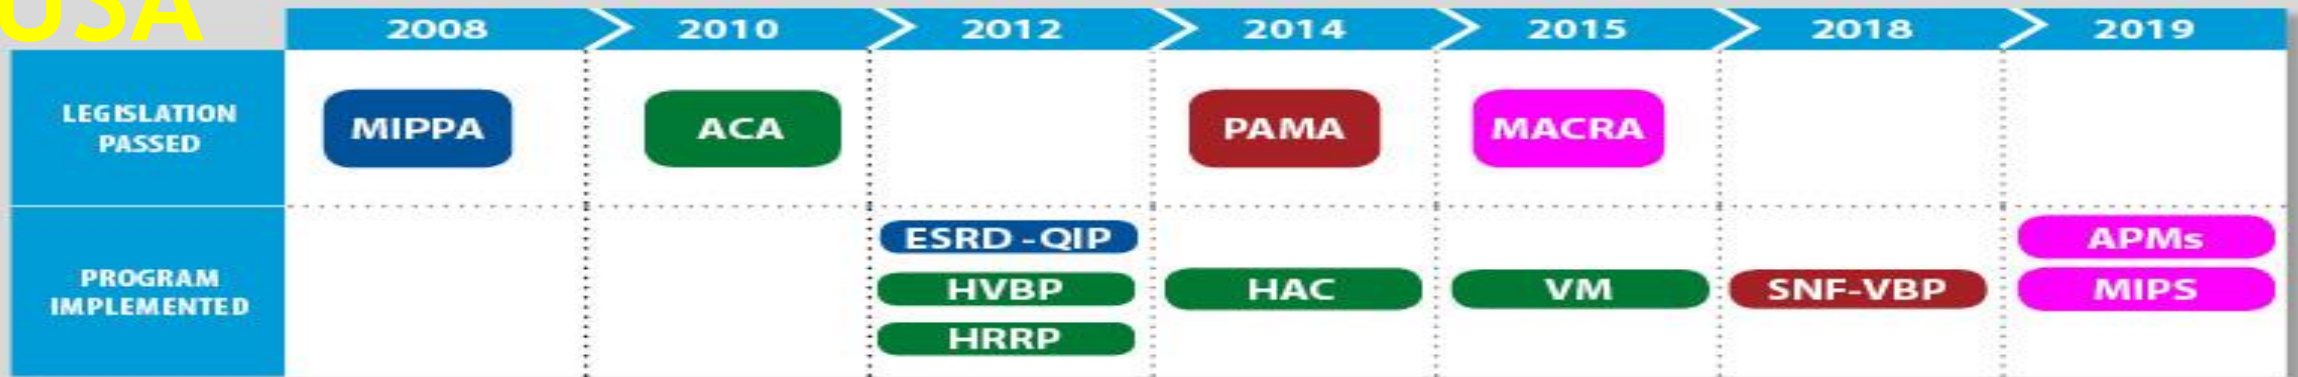 USA
2008 2010 2012 2014 2015 2018 2019
LEGISLATION
PASSED
MIPPA ACA PAMA MACRA
PROGRAM
IMPLEMENTED
ESRD-QIP APMs
HVBP HAC VM SNF-VBP MIPS
HRRP